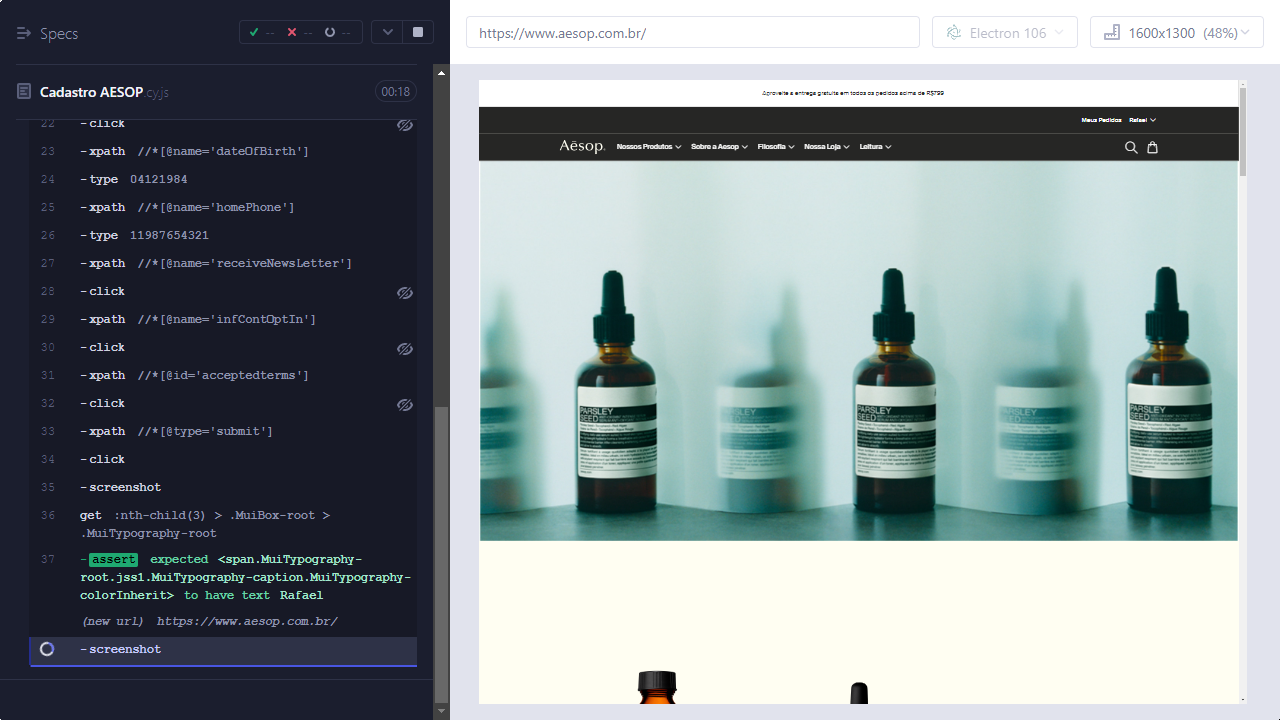 Specs
--
--
--
https://www.aesop.com.br/
Electron 106
1600x1300 (48%)
Cadastro AESOP.cy.js
00:18
22 -click
23 -xpath //*[@name='dateOfBirth']
24 -type 04121984
25 -xpath //*[@name='homePhone']
26 -type 11987654321
27 -xpath //*[@name='receiveNewsLetter']
28 -click
29 -xpath //*[@name='infContOptIn']
30 -click
31 -xpath //*[@id='acceptedterms']
32 -click
33 -xpath //*[@type='submit']
34 -click
35 -screenshot
36 get :nth-child(3) > .MuiBox-root >
.MuiTypography-root
37 -assert expected <span.MuiTypography-
root.jss1.MuiTypography-caption.MuiTypography-
colorInherit> to have text Rafael
(new url) https://www.aesop.com.br/
-screenshot
Aproveite a entrega gratuita em todos os pedidos acima de R$799
Meus Pedidos Rafael
Aēsop. Nossos Produtos Sobre a Aesop Filosofia Nossa Loja Leitura
PARSLEY
SEED
PARSLEY
SEED
PARSLEY
SEED
PARSLEY
SEED